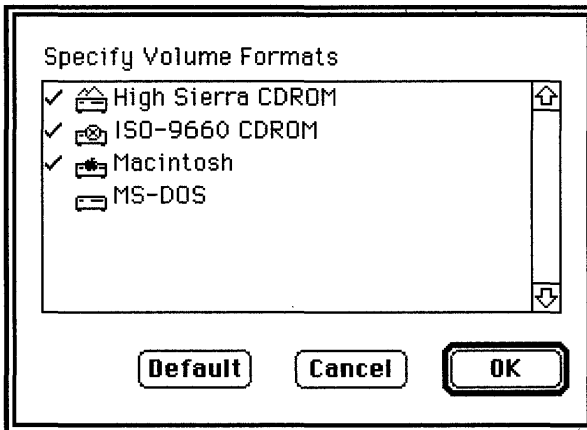 Specify Volume Formats
✓ High Sierra CDROM
✓ ISO-9660 CDROM
✓ Macintosh
MS-DOS
Default Cancel OK